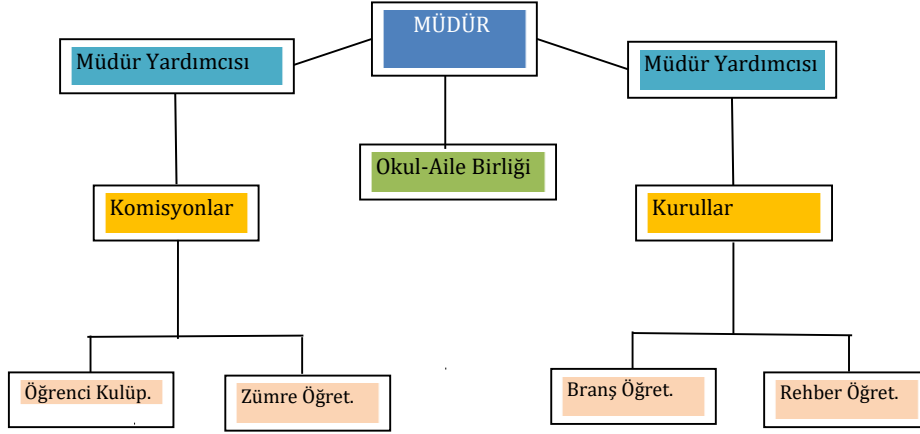 MÜDÜR
Müdür Yardımcısı
Müdür Yardımcısı
Okul-Aile Birliği
Komisyonlar
Kurullar
Öğrenci Kulüp.
Zümre Öğret.
Branş Öğret.
Rehber Öğret.